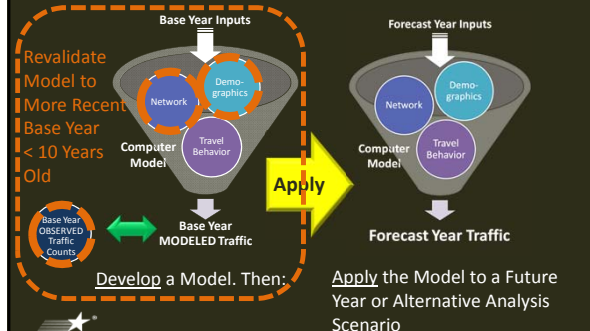 Base Year Inputs
Forecast Year Inputs
Revalidate
Model to
More Recent
Base Year
< 10 Years
Old
Network
Demo-
graphics
Travel
Behavior
Computer
Model
Base Year
OBSERVED
Traffic
Counts
Base Year
MODELED Traffic
Develop a Model. Then:
Apply
Network
Demo-
graphics
Travel
Behavior
Computer
Model
Forecast Year Traffic
Apply the Model to a Future
Year or Alternative Analysis
Scenario